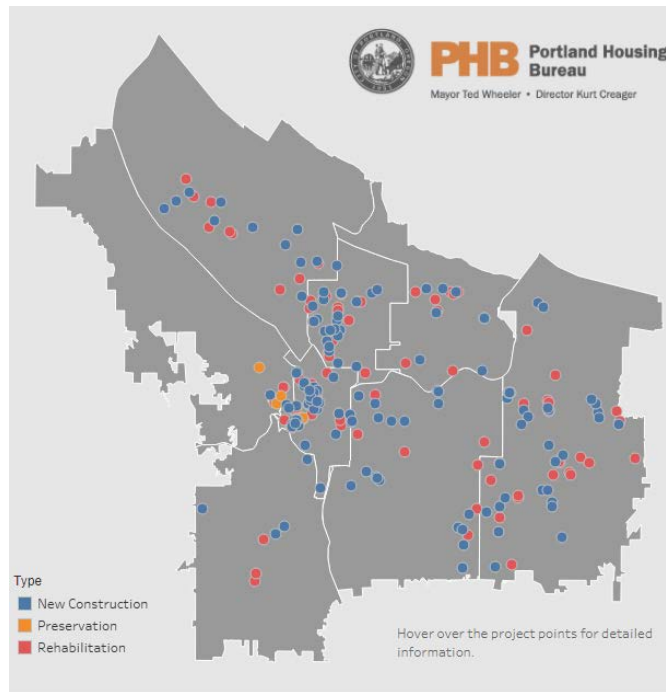 PHB Portland Housing
Bureau
Mayor Ted Wheeler • Director Kurt Creager
Type
New Construction
Preservation
Rehabilitation
Hover over the project points for detailed
information.